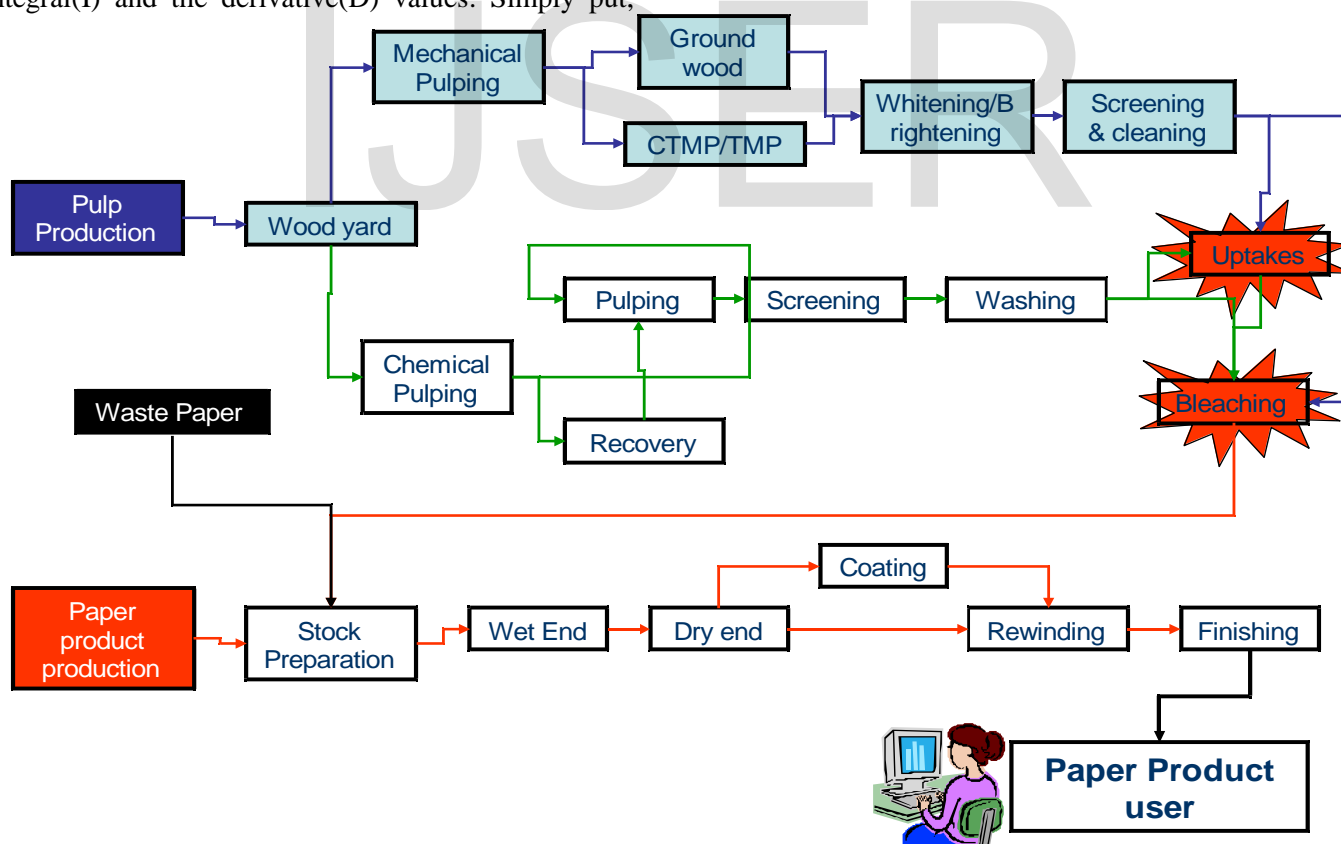 ntegral(I) and the derivative(D) values. Simply put,
IJSER
Mechanical
Pulping
Ground
wood
CTMP/TMP
Whitening/B
rightening
Screening
& cleaning
Pulp
Production
Wood yard
Uptakes
Pulping
Screening
Washing
Chemical
Pulping
Recovery
Bleaching
Waste Paper
Coating
Paper
product
production
Stock
Preparation
Wet End
Dry end
Rewinding
Finishing
Paper Product
user